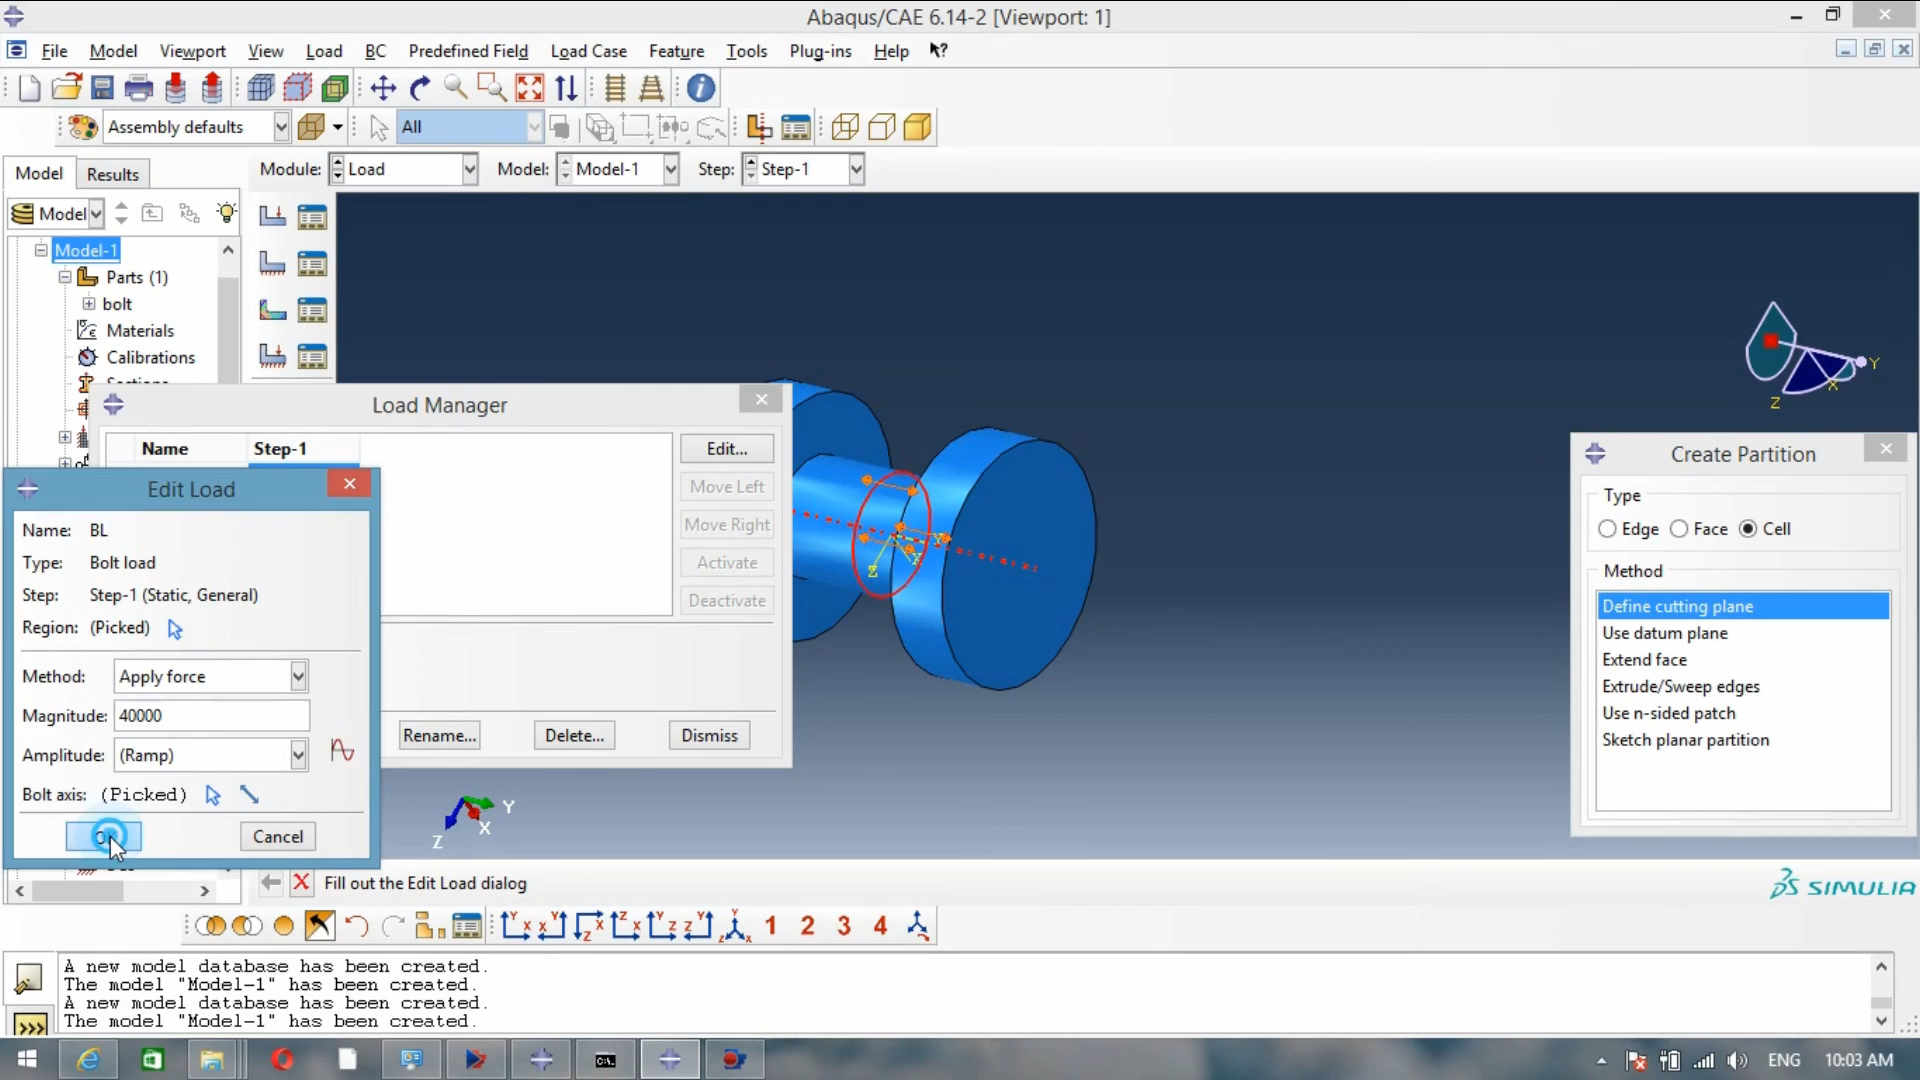 Abaqus/CAE 6.14-2 [Viewport: 1]
File Model Viewport View Load BC Predefined Field Load Case Feature Tools Plug-ins Help
Assembly defaults All
Model Results Module: Load Model: Model-1 Step: Step-1
Model
Model-1
Parts (1)
bolt
Materials
Calibrations
Y
X
Z
Load Manager
Name Step-1
Edit...
Move Left
Move Right
Activate
Deactivate
Rename... Delete... Dismiss
Edit Load
Name: BL
Type: Bolt load
Step: Step-1 (Static, General)
Region: (Picked)
Method: Apply force
Magnitude: 40000
Amplitude: (Ramp)
Bolt axis: (Picked)
Cancel
Y
X
Z
Y
X
Z
Create Partition
Type
Edge Face Cell
Method
Define cutting plane
Use datum plane
Extend face
Extrude/Sweep edges
Use n-sided patch
Sketch planar partition
Fill out the Edit Load dialog
SIMULIA
1 2 3 4
A new model database has been created.
The model "Model-1" has been created.
A new model database has been created.
The model "Model-1" has been created.
>>>
ENG 10:03 AM